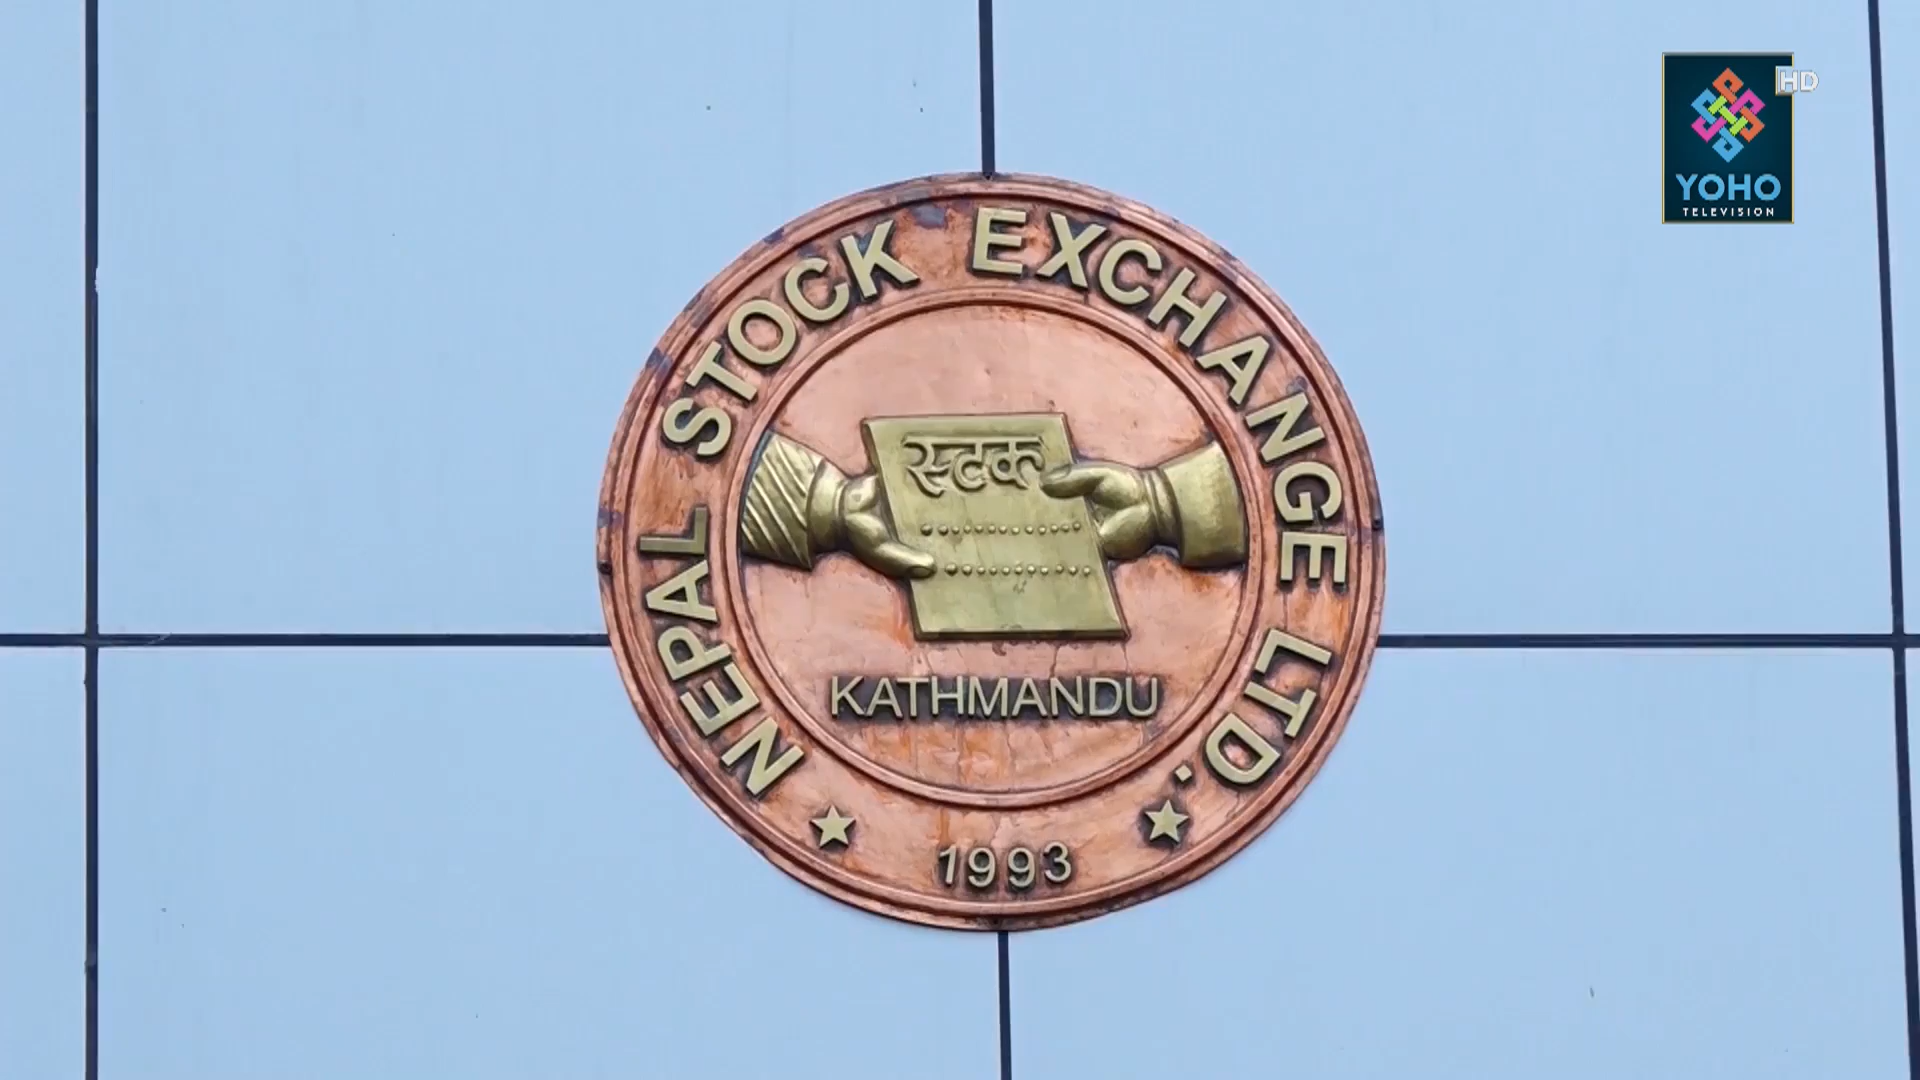 NEPAL STOCK EXCHANGE LTD.
स्टक
KATHMANDU
1993
HD
YOHO
TELEVISION